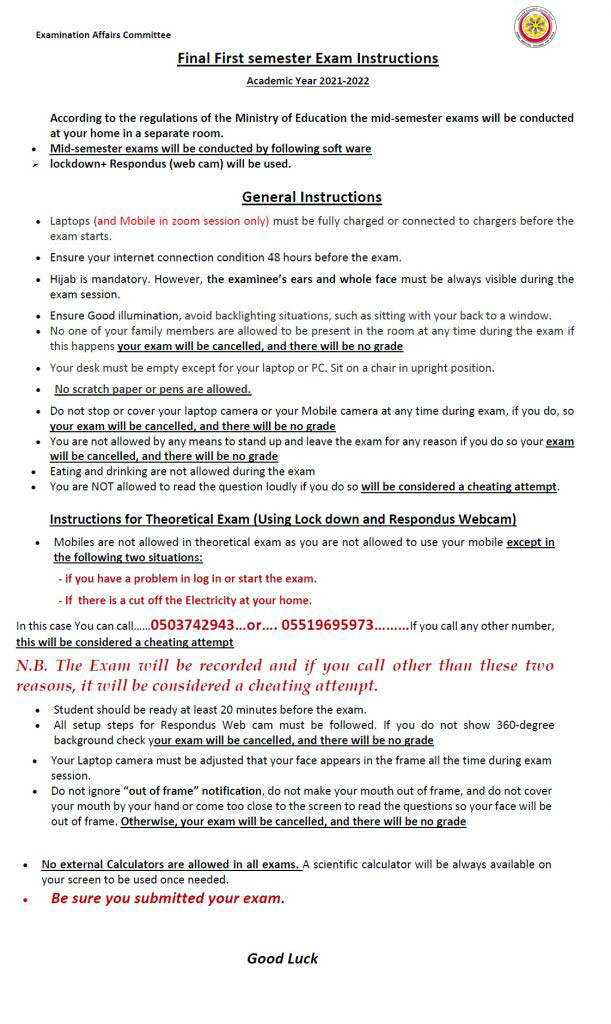 Examination Affairs Committee
Final First semester Exam Instructions
Academic Year 2021-2022
According to the regulations of the Ministry of Education the mid-semester exams will be conducted
at your home in a separate room.
• Mid-semester exams will be conducted by following soft ware
➢ lockdown+ Respondus (web cam) will be used.
General Instructions
• Laptops (and Mobile in zoom session only) must be fully charged or connected to chargers before the
exam starts.
• Ensure your internet connection condition 48 hours before the exam.
• Hijab is mandatory. However, the examinee's ears and whole face must be always visible during the
exam session.
• Ensure Good illumination, avoid backlighting situations, such as sitting with your back to a window.
• No one of your family members are allowed to be present in the room at any time during the exam if
this happens your exam will be cancelled, and there will be no grade
• Your desk must be empty except for your laptop or PC. Sit on a chair in upright position.
• No scratch paper or pens are allowed.
• Do not stop or cover your laptop camera or your Mobile camera at any time during exam, if you do, so
your exam will be cancelled, and there will be no grade
• You are not allowed by any means to stand up and leave the exam for any reason if you do so your exam
will be cancelled, and there will be no grade
• Eating and drinking are not allowed during the exam
• You are NOT allowed to read the question loudly if you do so will be considered a cheating attempt.
Instructions for Theoretical Exam (Using Lock down and Respondus Webcam)
• Mobiles are not allowed in theoretical exam as you are not allowed to use your mobile except in
the following two situations:
- if you have a problem in log in or start the exam.
- If there is a cut off the Electricity at your home.
In this case You can call......0503742943...or.... 05519695973.........If you call any other number,
this will be considered a cheating attempt
N.B. The Exam will be recorded and if you call other than these two
reasons, it will be considered a cheating attempt.
• Student should be ready at least 20 minutes before the exam.
• All setup steps for Respondus Web cam must be followed. If you do not show 360-degree
background check your exam will be cancelled, and there will be no grade
• Your Laptop camera must be adjusted that your face appears in the frame all the time during exam
session.
• Do not ignore "out of frame" notification, do not make your mouth out of frame, and do not cover
your mouth by your hand or come too close to the screen to read the questions so your face will be
out of frame. Otherwise, your exam will be cancelled, and there will be no grade
• No external Calculators are allowed in all exams. A scientific calculator will be always available on
your screen to be used once needed.
• Be sure you submitted your exam.
Good Luck